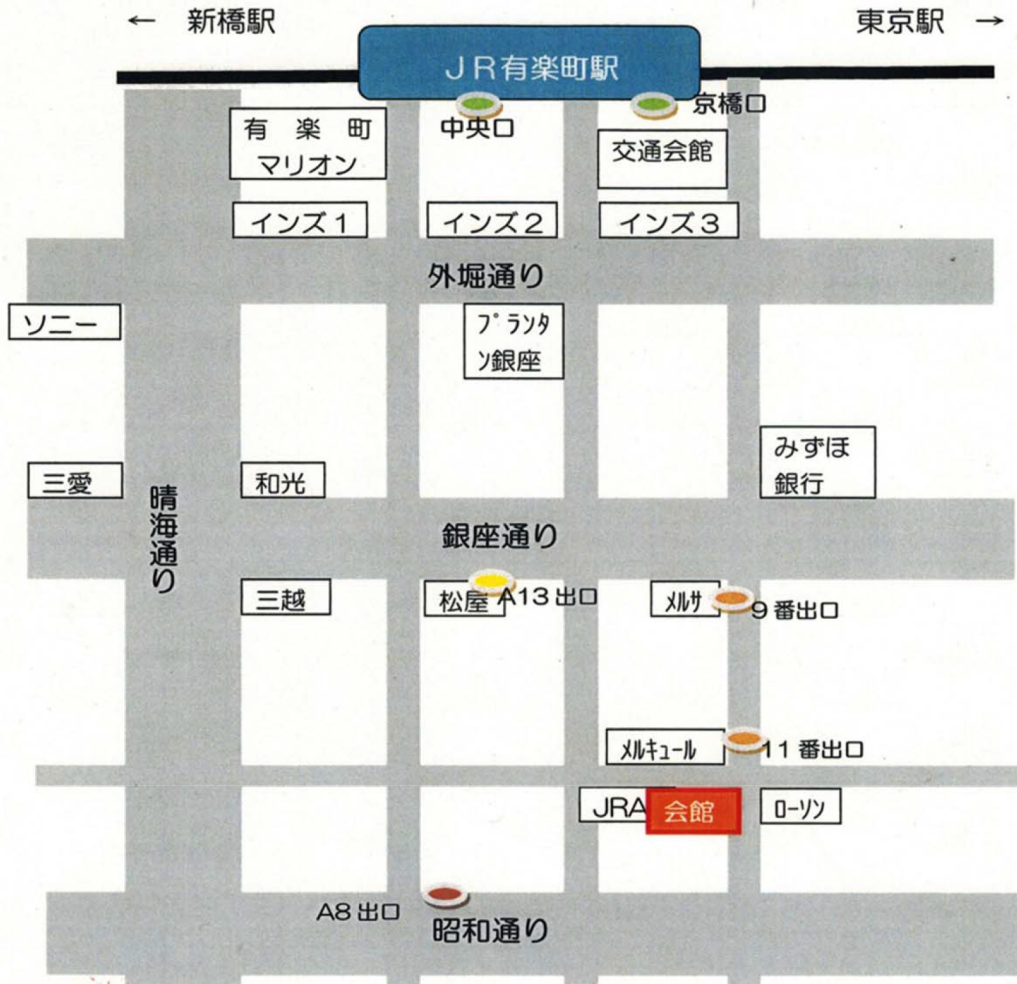 ← 新橋駅
東京駅 →
JR有楽町駅
中央口
京橋口
有楽町
マリオン
交通会館
インズ1
インズ2
インズ3
外堀通り
ソニー
プランタ
ン銀座
みずほ
銀行
三愛
和光
晴海通り
銀座通り
三越
松屋
A13出口
メルサ
9番出口
メルキュール
11番出口
JRA
会館
ローソン
A8出口
昭和通り